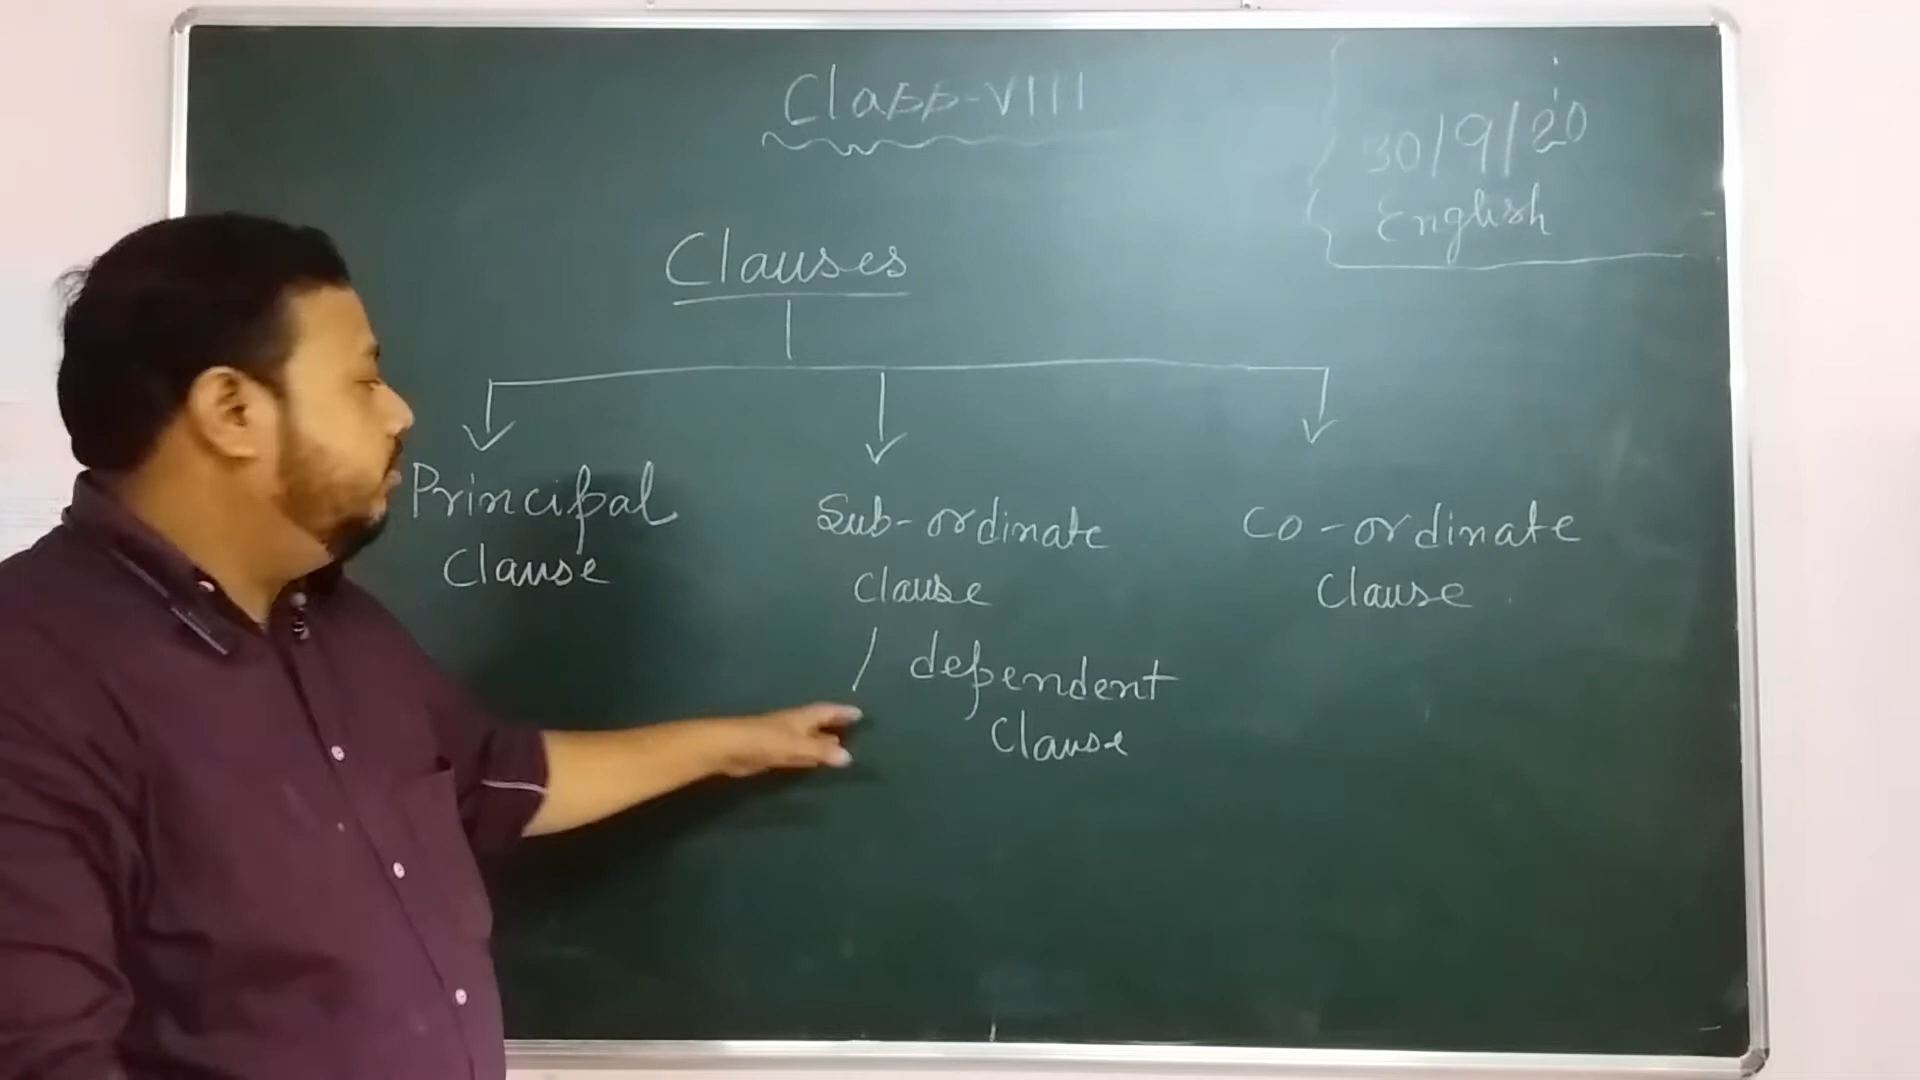 Class-VIII
30/9/20
English
Clauses
Principal
Clause
Sub-ordinate
Clause
/ dependent
Clause
Co-ordinate
Clause